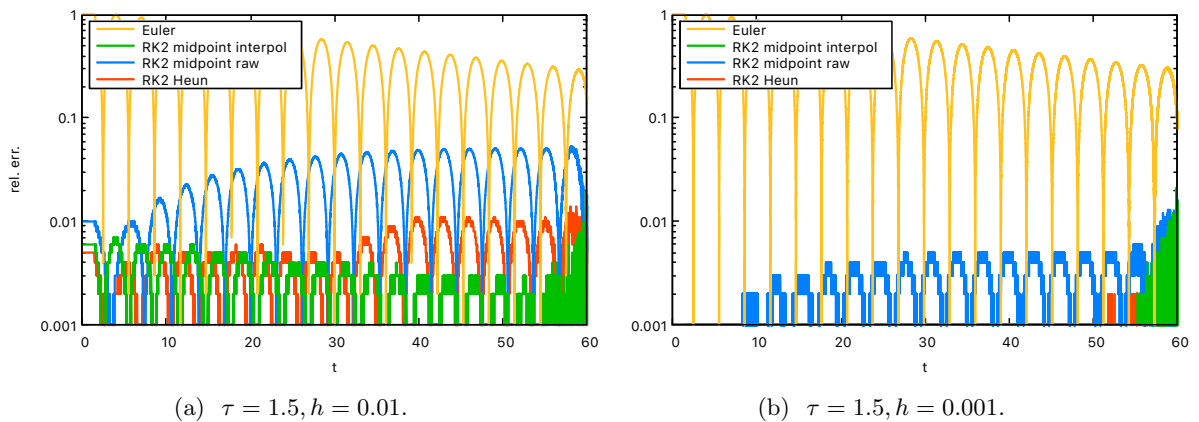 Euler
RK2 midpoint interpol
RK2 midpoint raw
RK2 Heun
1
0.1
0.01
0.001
rel. err.
0 10 20 30 40 50 60
t
(a) τ = 1.5, h = 0.01.
Euler
RK2 midpoint interpol
RK2 midpoint raw
RK2 Heun
1
0.1
0.01
0.001
0 10 20 30 40 50 60
t
(b) τ = 1.5, h = 0.001.